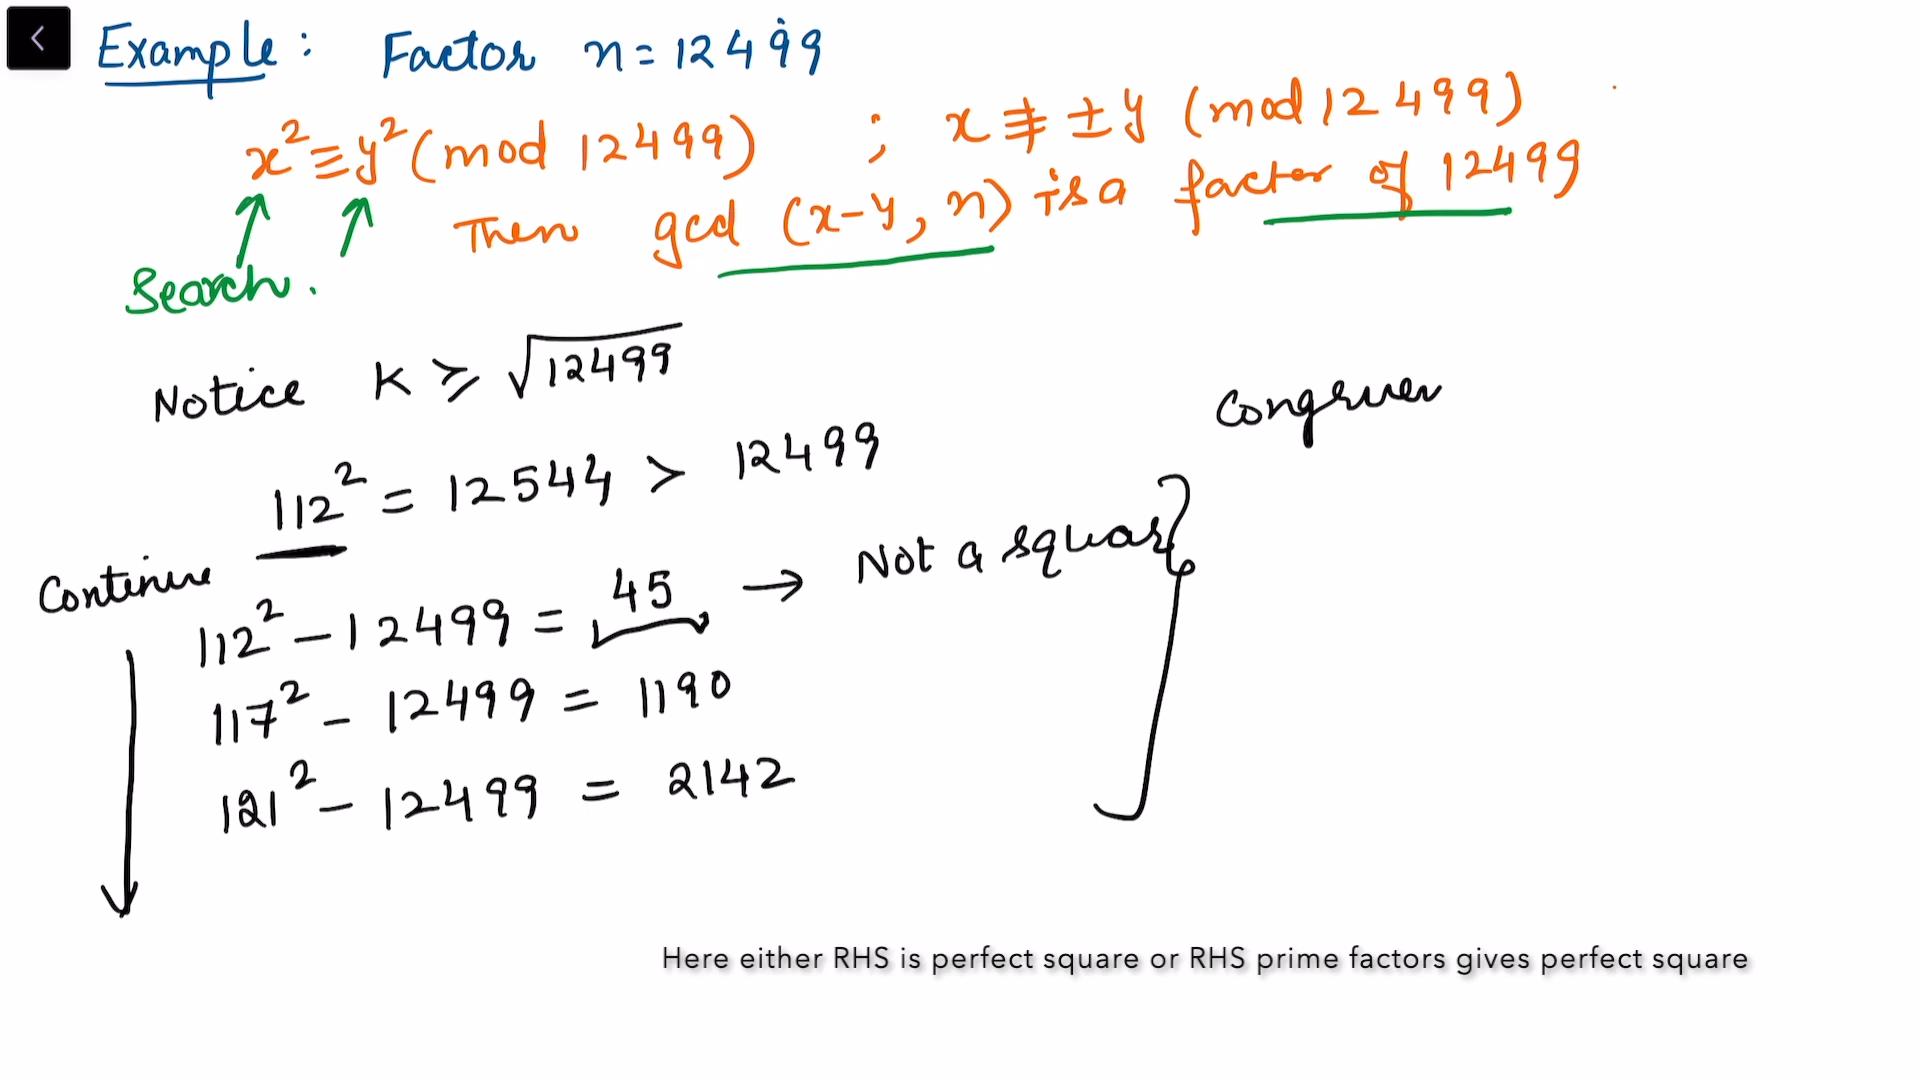 Example: Factor n = 12499
x² ≡ y² (mod 12499) ; x ≢ ± y (mod 12499)
Then gcd (x-y, n) is a factor of 12499
Search.
Notice K ≥ √12499
112² = 12544 > 12499
Continue
112² - 12499 = 45 → Not a square
117² - 12499 = 1190
121² - 12499 = 2142
Here either RHS is perfect square or RHS prime factors gives perfect square